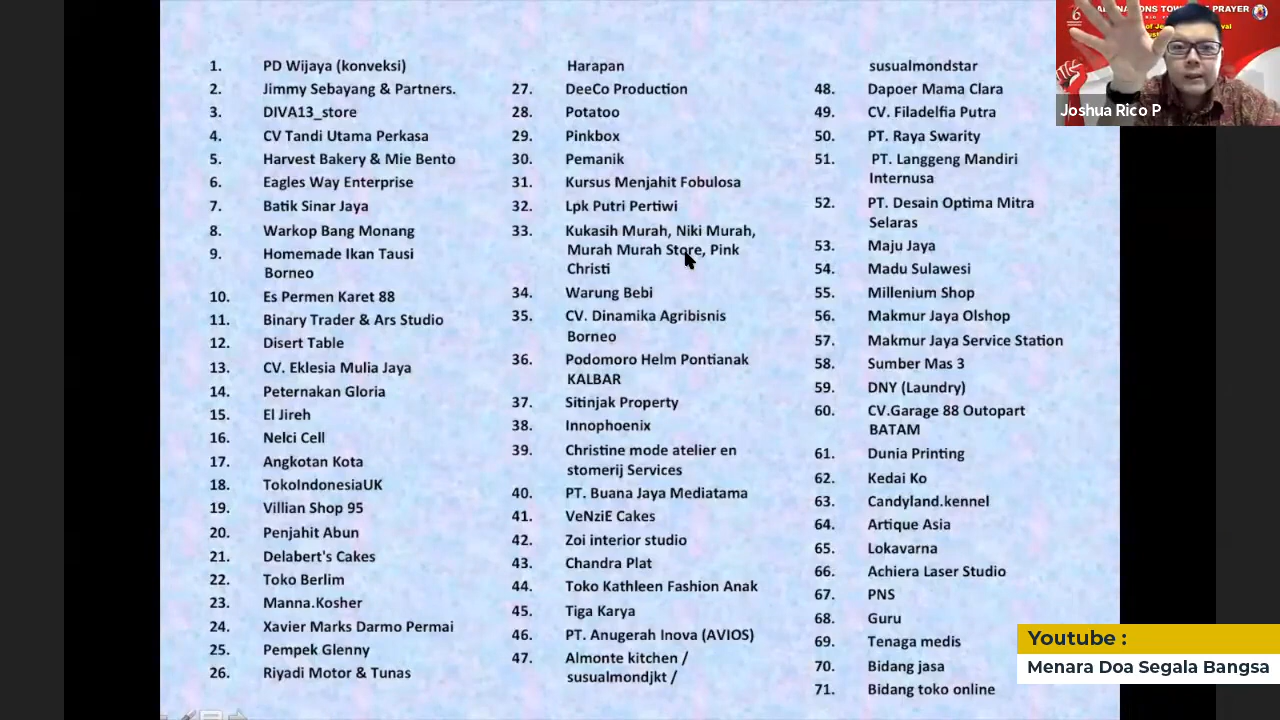 1. PD Wijaya (konveksi)
2. Jimmy Sebayang & Partners.
3. DIVA13_store
4. CV Tandi Utama Perkasa
5. Harvest Bakery & Mie Bento
6. Eagles Way Enterprise
7. Batik Sinar Jaya
8. Warkop Bang Monang
9. Homemade Ikan Tausi
Borneo
10. Es Permen Karet 88
11. Binary Trader & Ars Studio
12. Disert Table
13. CV. Eklesia Mulia Jaya
14. Peternakan Gloria
15. El Jireh
16. Nelci Cell
17. Angkotan Kota
18. TokoIndonesiaUK
19. Villian Shop 95
20. Penjahit Abun
21. Delabert's Cakes
22. Toko Berlim
23. Manna.Kosher
24. Xavier Marks Darmo Permai
25. Pempek Glenny
26. Riyadi Motor & Tunas
Harapan
27. DeeCo Production
28. Potatoo
29. Pinkbox
30. Pemanik
31. Kursus Menjahit Fobulosa
32. Lpk Putri Pertiwi
33. Kukasih Murah, Niki Murah,
Murah Murah Store, Pink
Christi
34. Warung Bebi
35. CV. Dinamika Agribisnis
Borneo
36. Podomoro Helm Pontianak
KALBAR
37. Sitinjak Property
38. Innophoenix
39. Christine mode atelier en
stomerij Services
40. PT. Buana Jaya Mediatama
41. VeNziE Cakes
42. Zoi interior studio
43. Chandra Plat
44. Toko Kathleen Fashion Anak
45. Tiga Karya
46. PT. Anugerah Inova (AVIOS)
47. Almonte kitchen /
susualmondjkt /
susualmondstar
48. Dapoer Mama Clara
49. CV. Filadelfia Putra
50. PT. Raya Swarity
51. PT. Langgeng Mandiri
Internusa
52. PT. Desain Optima Mitra
Selaras
53. Maju Jaya
54. Madu Sulawesi
55. Millenium Shop
56. Makmur Jaya Olshop
57. Makmur Jaya Service Station
58. Sumber Mas 3
59. DNY (Laundry)
60. CV.Garage 88 Outopart
BATAM
61. Dunia Printing
62. Kedai Ko
63. Candyland.kennel
64. Artique Asia
65. Lokavarna
66. Achiera Laser Studio
67. PNS
68. Guru
69. Tenaga medis
70. Bidang jasa
71. Bidang toko online
PRAYER
Joshua Rico P
Youtube :
Menara Doa Segala Bangsa